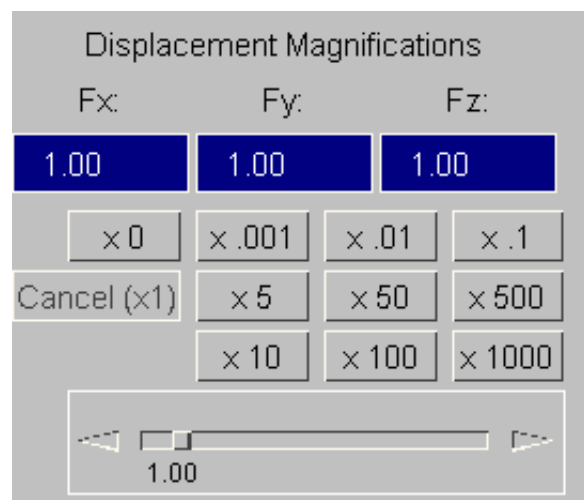 Displacement Magnifications
Fx: Fy: Fz:
1.00 1.00 1.00
x 0 x .001 x .01 x .1
Cancel (x1) x 5 x 50 x 500
x 10 x 100 x 1000
1.00